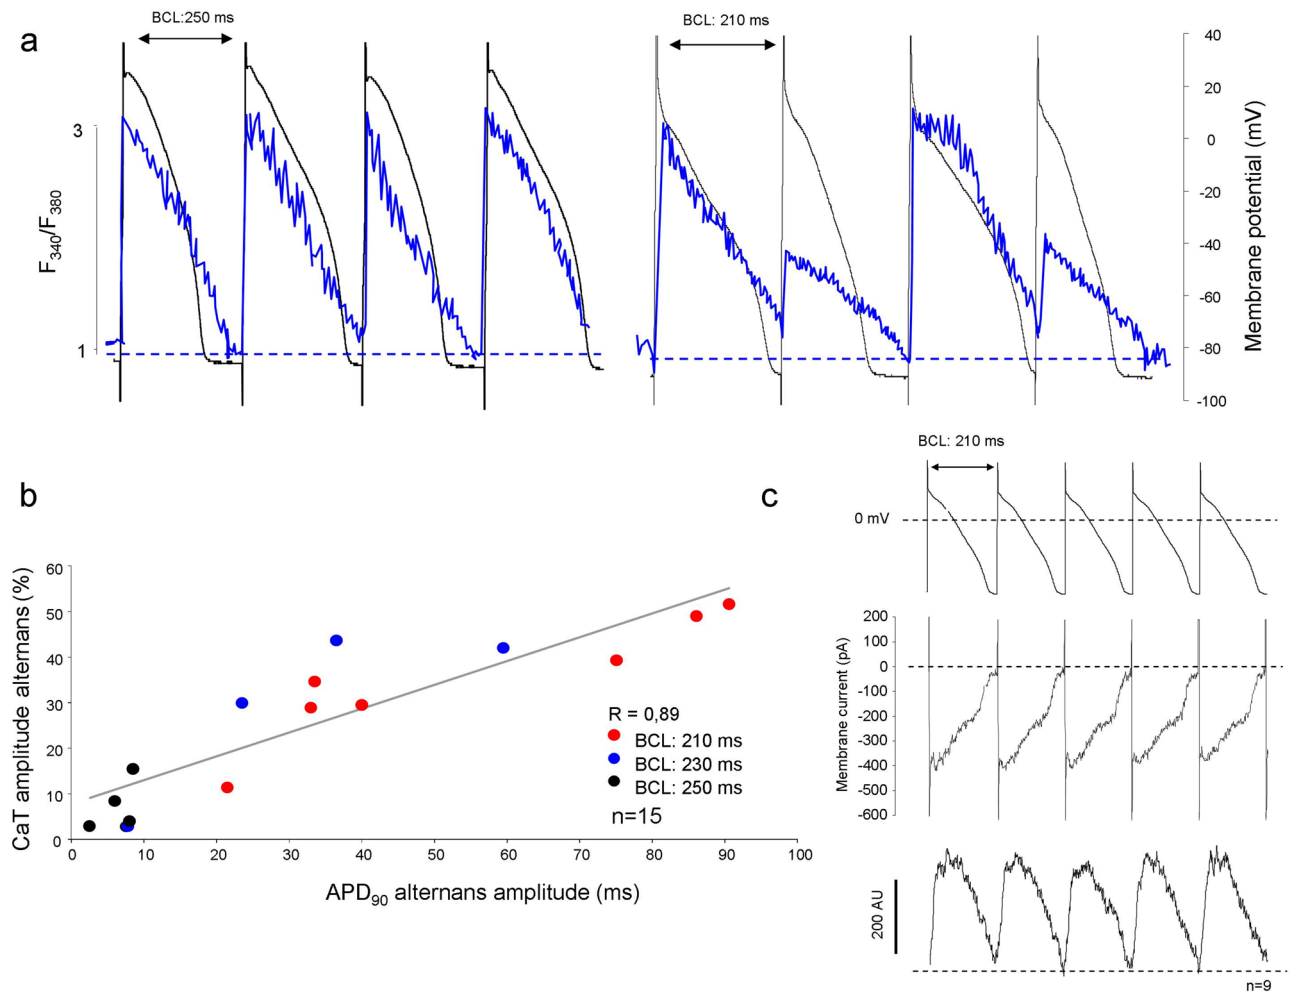 a
BCL:250 ms
BCL: 210 ms
F340/F380
3
1
40
20
0
-20
-40
-60
-80
-100
Membrane potential (mV)
b
CaT amplitude alternans (%)
60
50
40
30
20
10
0
R = 0,89
BCL: 210 ms
BCL: 230 ms
BCL: 250 ms
n=15
0 10 20 30 40 50 60 70 80 90 100
APD90 alternans amplitude (ms)
c
BCL: 210 ms
0 mV
Membrane current (pA)
200
100
0
-100
-200
-300
-400
-500
-600
200 AU
n=9